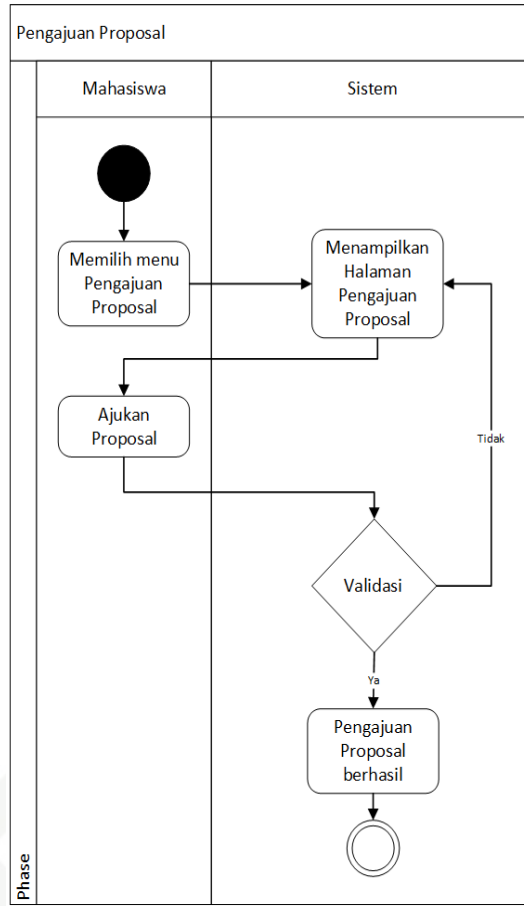 Pengajuan Proposal
Mahasiswa
Sistem
Memilih menu
Pengajuan
Proposal
Menampilkan
Halaman
Pengajuan
Proposal
Ajukan
Proposal
Tidak
Validasi
Ya
Pengajuan
Proposal
berhasil
Phase